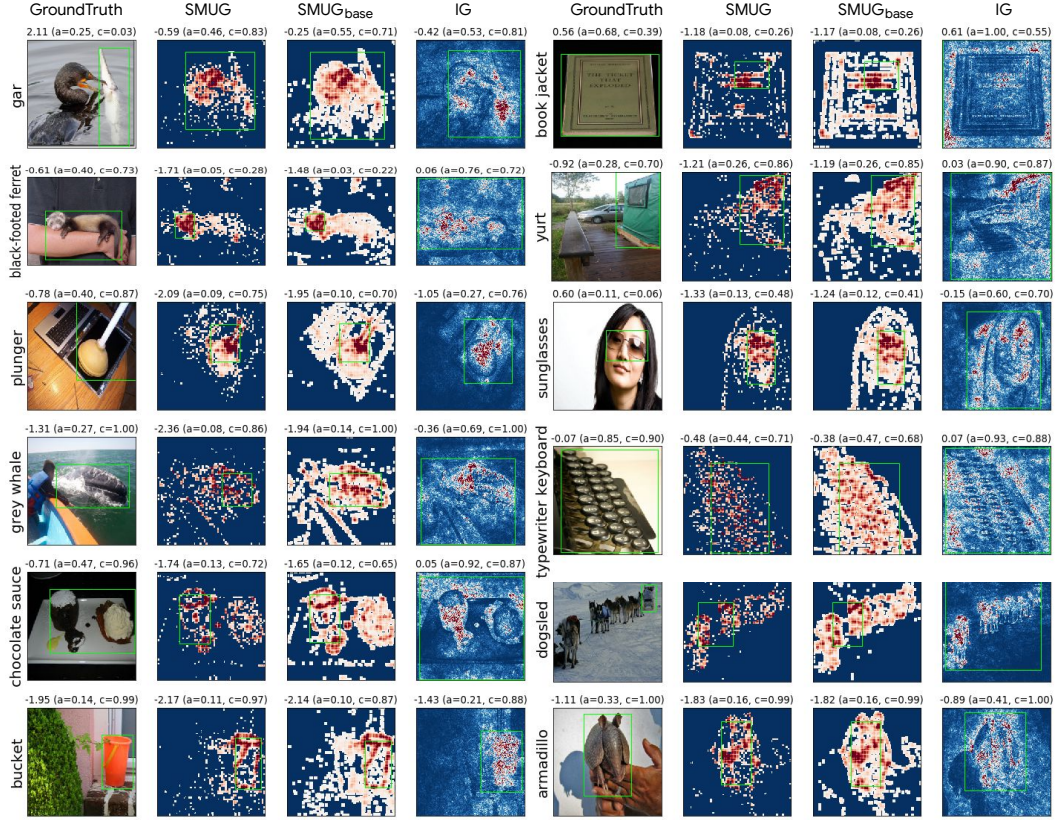 GroundTruth SMUG SMUGbase IG GroundTruth SMUG SMUGbase IG
2.11 (a=0.25, c=0.03) -0.59 (a=0.46, c=0.83) -0.25 (a=0.55, c=0.71) -0.42 (a=0.53, c=0.81) 0.56 (a=0.68, c=0.39) -1.18 (a=0.08, c=0.26) -1.17 (a=0.08, c=0.26) 0.61 (a=1.00, c=0.55)
gar book jacket
THE TICKET
THAT
EXPLODED
-0.61 (a=0.40, c=0.73) -1.71 (a=0.05, c=0.28) -1.48 (a=0.03, c=0.22) 0.06 (a=0.76, c=0.72) -0.92 (a=0.28, c=0.70) -1.21 (a=0.26, c=0.86) -1.19 (a=0.26, c=0.85) 0.03 (a=0.90, c=0.87)
black-footed ferret yurt
-0.78 (a=0.40, c=0.87) -2.09 (a=0.09, c=0.75) -1.95 (a=0.10, c=0.70) -1.05 (a=0.27, c=0.76) 0.60 (a=0.11, c=0.06) -1.33 (a=0.13, c=0.48) -1.24 (a=0.12, c=0.41) -0.15 (a=0.60, c=0.70)
plunger sunglasses
-1.31 (a=0.27, c=1.00) -2.36 (a=0.08, c=0.86) -1.94 (a=0.14, c=1.00) -0.36 (a=0.69, c=1.00) -0.07 (a=0.85, c=0.90) -0.48 (a=0.44, c=0.71) -0.38 (a=0.47, c=0.68) 0.07 (a=0.93, c=0.88)
grey whale typewriter keyboard
-0.71 (a=0.47, c=0.96) -1.74 (a=0.13, c=0.72) -1.65 (a=0.12, c=0.65) 0.05 (a=0.92, c=0.87)
chocolate sauce dogsled
-1.95 (a=0.14, c=0.99) -2.17 (a=0.11, c=0.97) -2.14 (a=0.10, c=0.87) -1.43 (a=0.21, c=0.88) -1.11 (a=0.33, c=1.00) -1.83 (a=0.16, c=0.99) -1.82 (a=0.16, c=0.99) -0.89 (a=0.41, c=1.00)
bucket armadillo